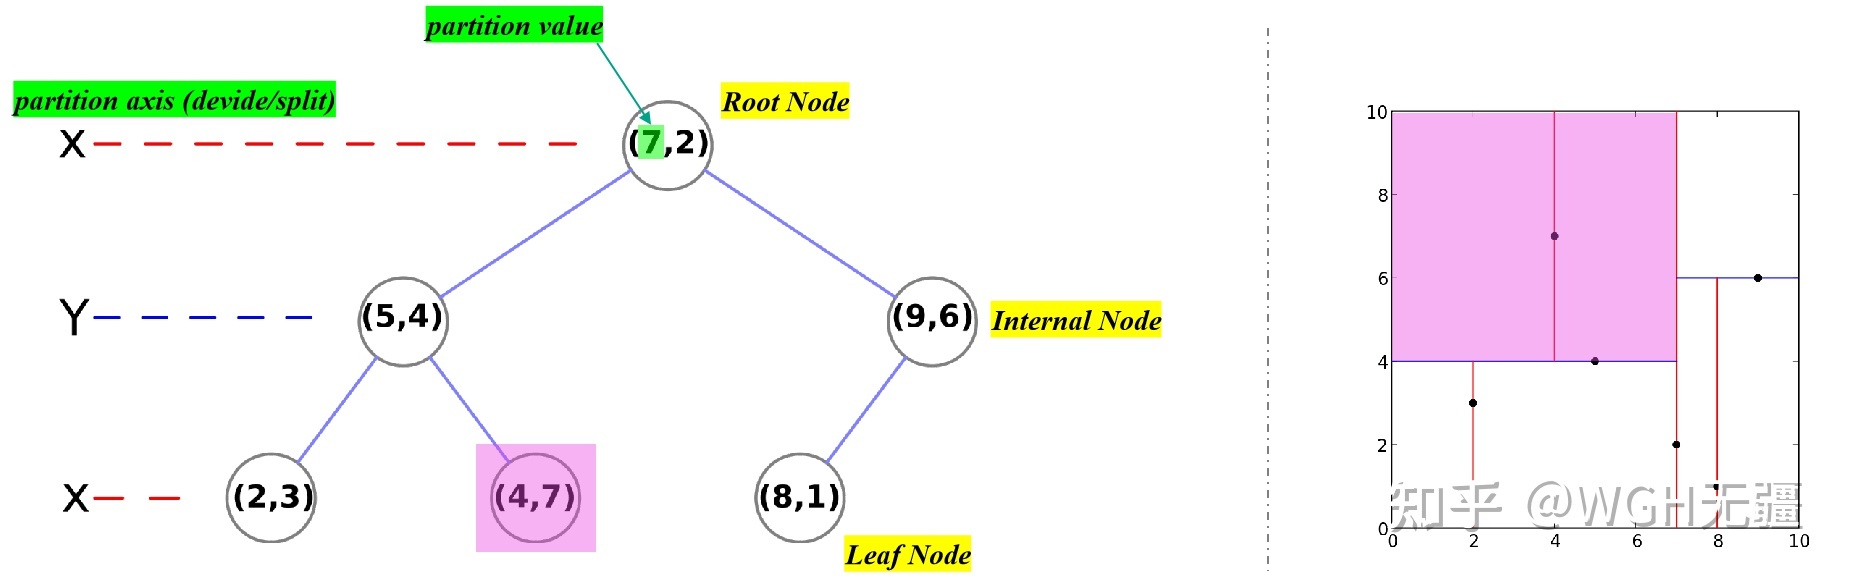 partition value
partition axis (devide/split)
Root Node
X
(7,2)
Y
(5,4)
(9,6)
Internal Node
X
(2,3)
(4,7)
(8,1)
Leaf Node
10
8
6
4
2
0
0 2 4 6 8 10
知乎 @WGH无疆